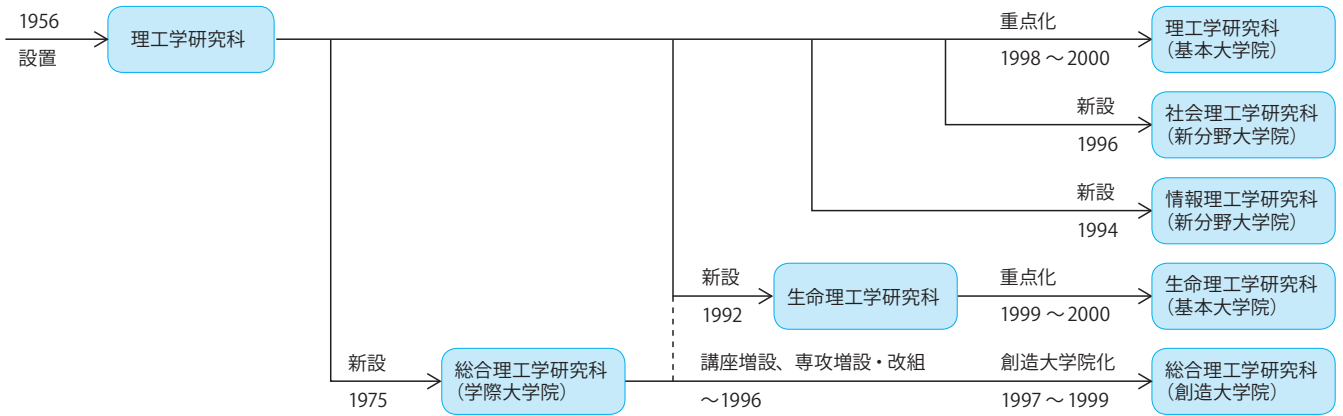 1956
設置
理工学研究科
重点化
1998～2000
理工学研究科
（基本大学院）
新設
1996
社会理工学研究科
（新分野大学院）
新設
1994
情報理工学研究科
（新分野大学院）
新設
1992
生命理工学研究科
重点化
1999～2000
生命理工学研究科
（基本大学院）
新設
1975
総合理工学研究科
（学際大学院）
講座増設、専攻増設・改組
～1996
創造大学院化
1997～1999
総合理工学研究科
（創造大学院）